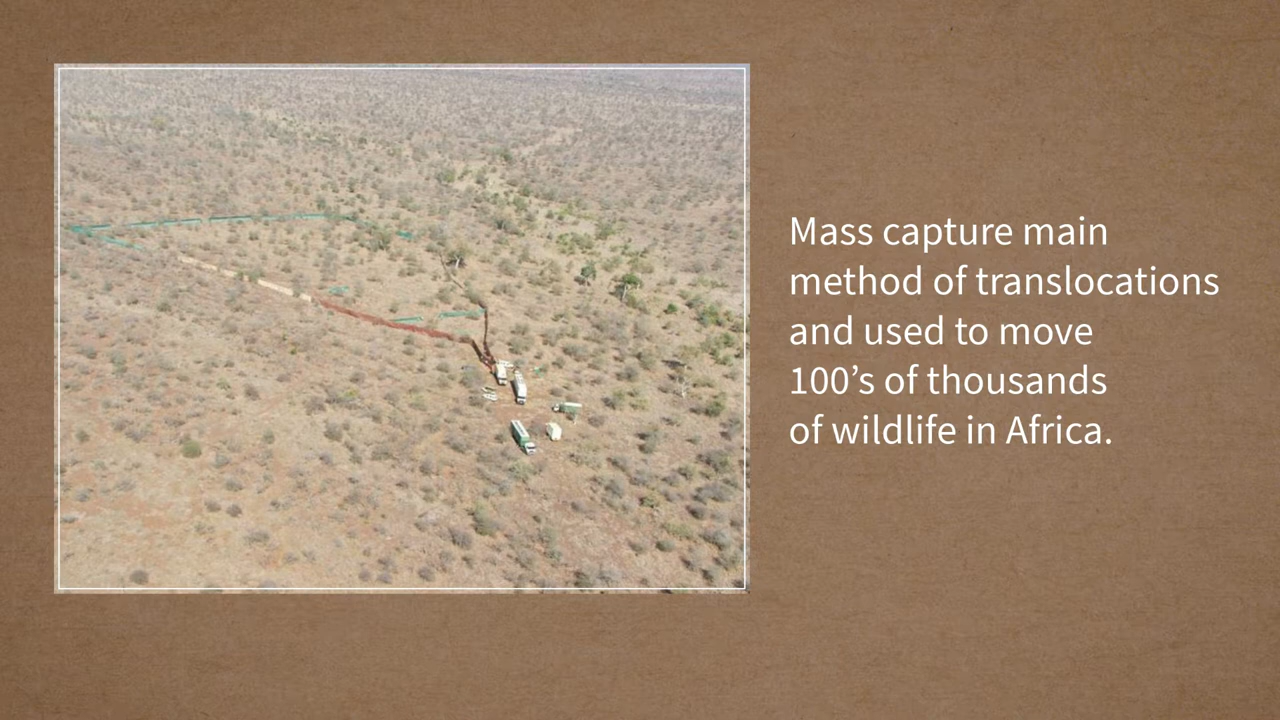 Mass capture main
method of translocations
and used to move
100’s of thousands
of wildlife in Africa.